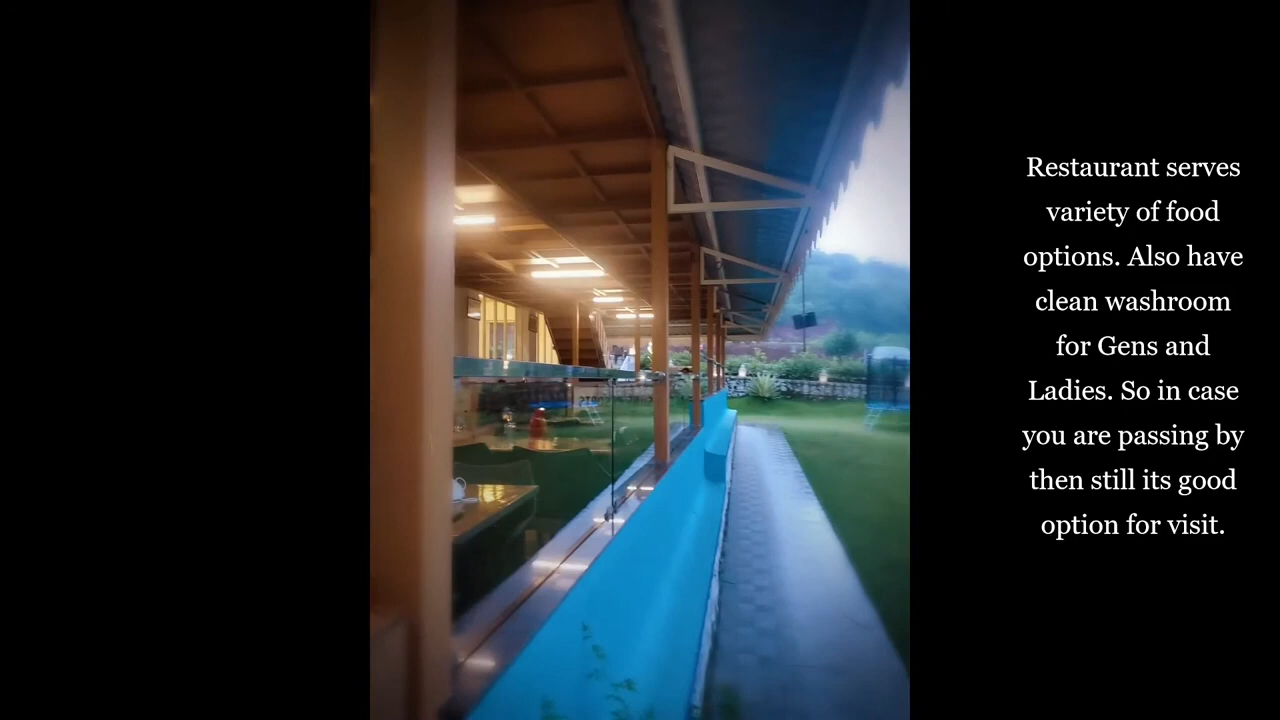 Restaurant serves
variety of food
options. Also have
clean washroom
for Gens and
Ladies. So in case
you are passing by
then still its good
option for visit.